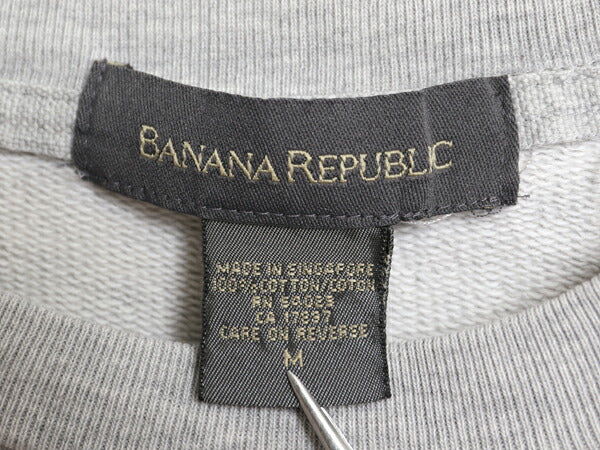 BANANA REPUBLIC
MADE IN SINGAPORE
100% COTTON/COTON
RN 54023
CA 17897
CARE ON REVERSE
M